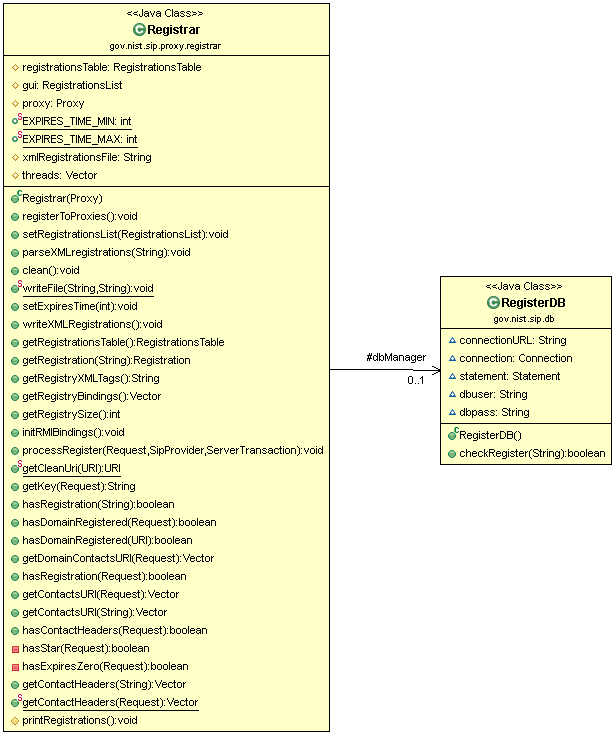 <<Java Class>>
Registrar
gov.nist.sip.proxy.registrar
registrationsTable: RegistrationsTable
gui: RegistrationsList
proxy: Proxy
EXPIRES_TIME_MIN: int
EXPIRES_TIME_MAX: int
xmlRegistrationsFile: String
threads: Vector
Registrar(Proxy)
registerToProxies():void
setRegistrationsList(RegistrationsList):void
parseXMLregistrations(String):void
clean():void
writeFile(String,String):void
setExpiresTime(int):void
writeXMLRegistrations():void
getRegistrationsTable():RegistrationsTable
getRegistration(String):Registration
getRegistryXMLTags():String
getRegistryBindings():Vector
getRegistrySize():int
initRMIBindings():void
processRegister(Request,SipProvider,ServerTransaction):void
getCleanUri(URI):URI
getKey(Request):String
hasRegistration(String):boolean
hasDomainRegistered(Request):boolean
hasDomainRegistered(URI):boolean
getDomainContactsURI(Request):Vector
hasRegistration(Request):boolean
getContactsURI(Request):Vector
getContactsURI(String):Vector
hasContactHeaders(Request):boolean
hasStar(Request):boolean
hasExpiresZero(Request):boolean
getContactHeaders(String):Vector
getContactHeaders(Request):Vector
printRegistrations():void
#dbManager
0..1
<<Java Class>>
RegisterDB
gov.nist.sip.db
connectionURL: String
connection: Connection
statement: Statement
dbuser: String
dbpass: String
RegisterDB()
checkRegister(String):boolean